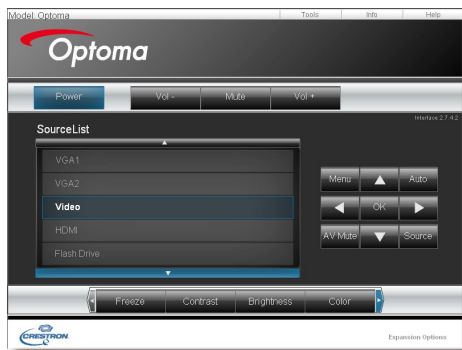 Model: Optoma Tools Info Help
Optoma
Power Vol - Mute Vol +
Interface 2.7.4.2
SourceList
VGA1
VGA2
Video
HDMI
Flash Drive
Menu Auto
OK
AV Mute Source
Freeze Contrast Brightness Color
CRESTRON
Expansion Options